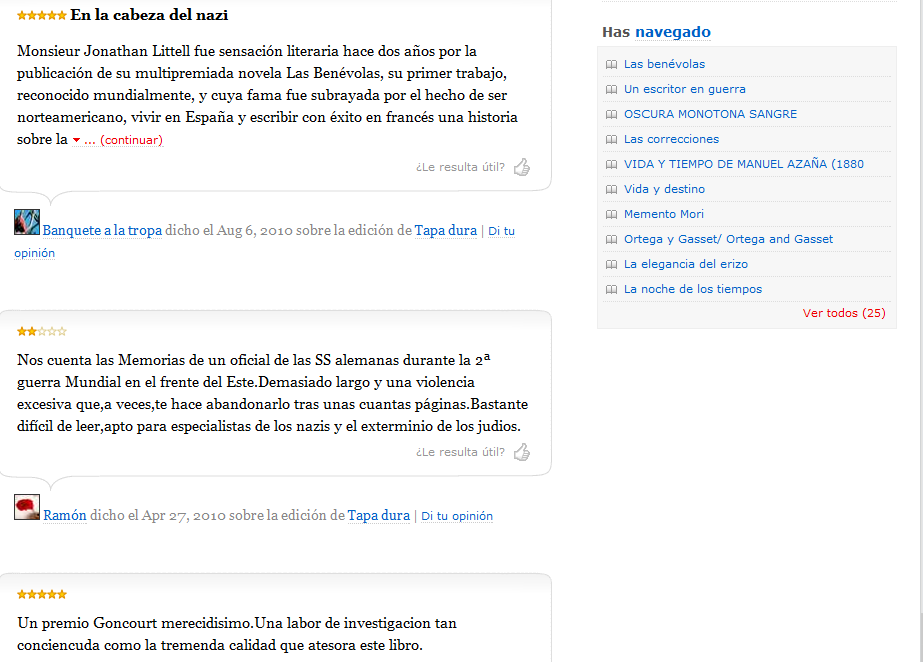 En la cabeza del nazi
Monsieur Jonathan Littell fue sensación literaria hace dos años por la
publicación de su multipremiada novela Las Benévolas, su primer trabajo,
reconocido mundialmente, y cuya fama fue subrayada por el hecho de ser
norteamericano, vivir en España y escribir con éxito en francés una historia
sobre la ... (continuar)
¿Le resulta útil?
Banquete a la tropa dicho el Aug 6, 2010 sobre la edición de Tapa dura | Di tu
opinión
Nos cuenta las Memorias de un oficial de las SS alemanas durante la 2ª
guerra Mundial en el frente del Este.Demasiado largo y una violencia
excesiva que,a veces,te hace abandonarlo tras unas cuantas páginas.Bastante
difícil de leer,apto para especialistas de los nazis y el exterminio de los judios.
¿Le resulta útil?
Ramón dicho el Apr 27, 2010 sobre la edición de Tapa dura | Di tu opinión
Un premio Goncourt merecidisimo.Una labor de investigacion tan
conciencuda como la tremenda calidad que atesora este libro.
Has navegado
Las benévolas
Un escritor en guerra
OSCURA MONOTONA SANGRE
Las correcciones
VIDA Y TIEMPO DE MANUEL AZAÑA (1880
Vida y destino
Memento Mori
Ortega y Gasset/ Ortega and Gasset
La elegancia del erizo
La noche de los tiempos
Ver todos (25)